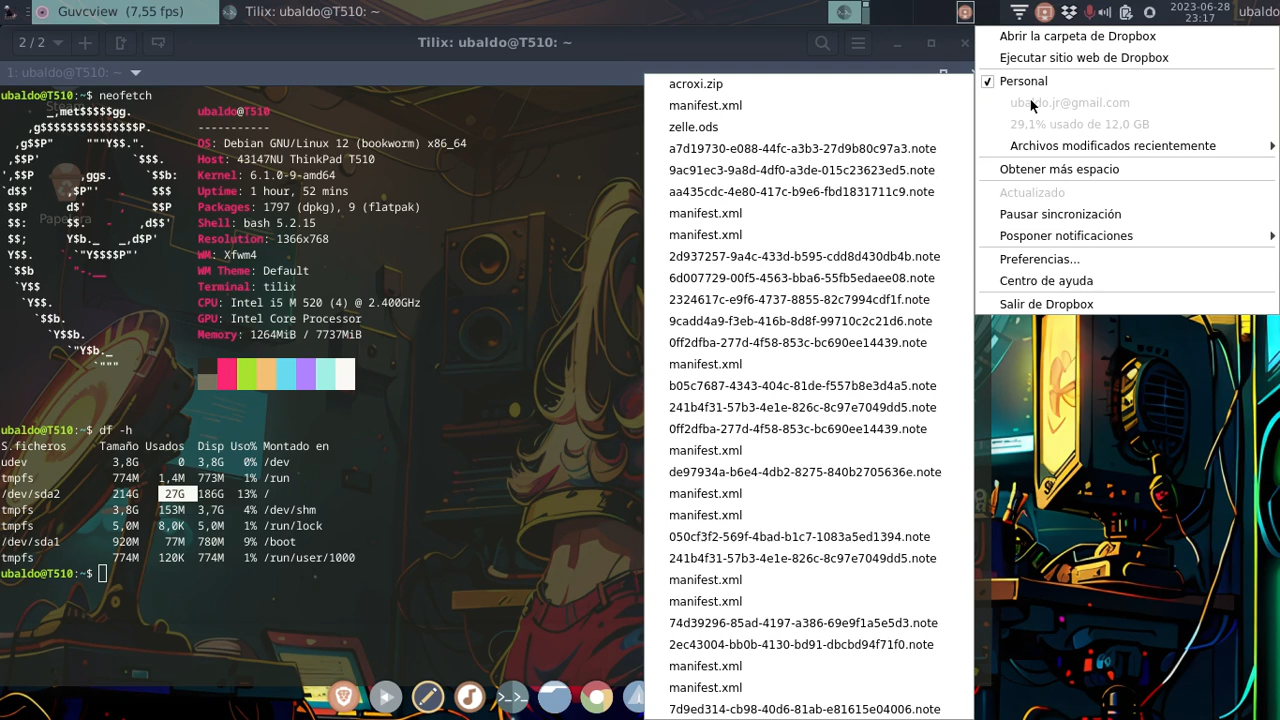 Guvcview (7,55 fps)
Tilix: ubaldo@T510: ~
2023-06-28
23:17
ubaldo
2 / 2
Tilix: ubaldo@T510: ~
1: ubaldo@T510: ~
Steam
Papelera
ubaldo@T510:~$ neofetch
_,met$$$$$gg.
,g$$$$$$$$$$$$$$$P.
,g$$P"     """Y$$.".
,$$P'              `$$$.
',$$P       ,ggs.     `$$b:
`d$$'     ,$P"'   .    $$$
$$P      d$'     ,    $$P
$$:      $$.   -    ,d$$'
$$;      Y$b._   _,d$P'
Y$$.    `.`"Y$$$$P"'
`$$b      "-.__
`Y$$
`Y$$.
`$$b.
`Y$$b.
`"Y$b._
`"""
ubaldo@T510
-----------
OS: Debian GNU/Linux 12 (bookworm) x86_64
Host: 43147NU ThinkPad T510
Kernel: 6.1.0-9-amd64
Uptime: 1 hour, 52 mins
Packages: 1797 (dpkg), 9 (flatpak)
Shell: bash 5.2.15
Resolution: 1366x768
WM: Xfwm4
WM Theme: Default
Terminal: tilix
CPU: Intel i5 M 520 (4) @ 2.400GHz
GPU: Intel Core Processor
Memory: 1264MiB / 7737MiB
ubaldo@T510:~$ df -h
S.ficheros     Tamaño Usados  Disp Uso% Montado en
udev             3,8G      0  3,8G   0% /dev
tmpfs            774M   1,4M  773M   1% /run
/dev/sda2        214G    27G  186G  13% /
tmpfs            3,8G   153M  3,7G   4% /dev/shm
tmpfs            5,0M   8,0K  5,0M   1% /run/lock
/dev/sda1        920M    77M  780M   9% /boot
tmpfs            774M   120K  774M   1% /run/user/1000
ubaldo@T510:~$
acroxi.zip
manifest.xml
zelle.ods
a7d19730-e088-44fc-a3b3-27d9b80c97a3.note
9ac91ec3-9a8d-4df0-a3de-015c23623ed5.note
aa435cdc-4e80-417c-b9e6-fbd1831711c9.note
manifest.xml
manifest.xml
2d937257-9a4c-433d-b595-cdd8d430db4b.note
6d007729-00f5-4563-bba6-55fb5edaee08.note
2324617c-e9f6-4737-8855-82c7994cdf1f.note
9cadd4a9-f3eb-416b-8d8f-99710c2c21d6.note
0ff2dfba-277d-4f58-853c-bc690ee14439.note
manifest.xml
b05c7687-4343-404c-81de-f557b8e3d4a5.note
241b4f31-57b3-4e1e-826c-8c97e7049dd5.note
0ff2dfba-277d-4f58-853c-bc690ee14439.note
manifest.xml
de97934a-b6e4-4db2-8275-840b2705636e.note
manifest.xml
manifest.xml
050cf3f2-569f-4bad-b1c7-1083a5ed1394.note
241b4f31-57b3-4e1e-826c-8c97e7049dd5.note
manifest.xml
manifest.xml
74d39296-85ad-4197-a386-69e9f1a5e5d3.note
2ec43004-bb0b-4130-bd91-dbcbd94f71f0.note
manifest.xml
manifest.xml
7d9ed314-cb98-40d6-81ab-e81615e04006.note
Abrir la carpeta de Dropbox
Ejecutar sitio web de Dropbox
Personal
ubaldo.jr@gmail.com
29,1% usado de 12,0 GB
Archivos modificados recientemente
Obtener más espacio
Actualizado
Pausar sincronización
Posponer notificaciones
Preferencias...
Centro de ayuda
Salir de Dropbox